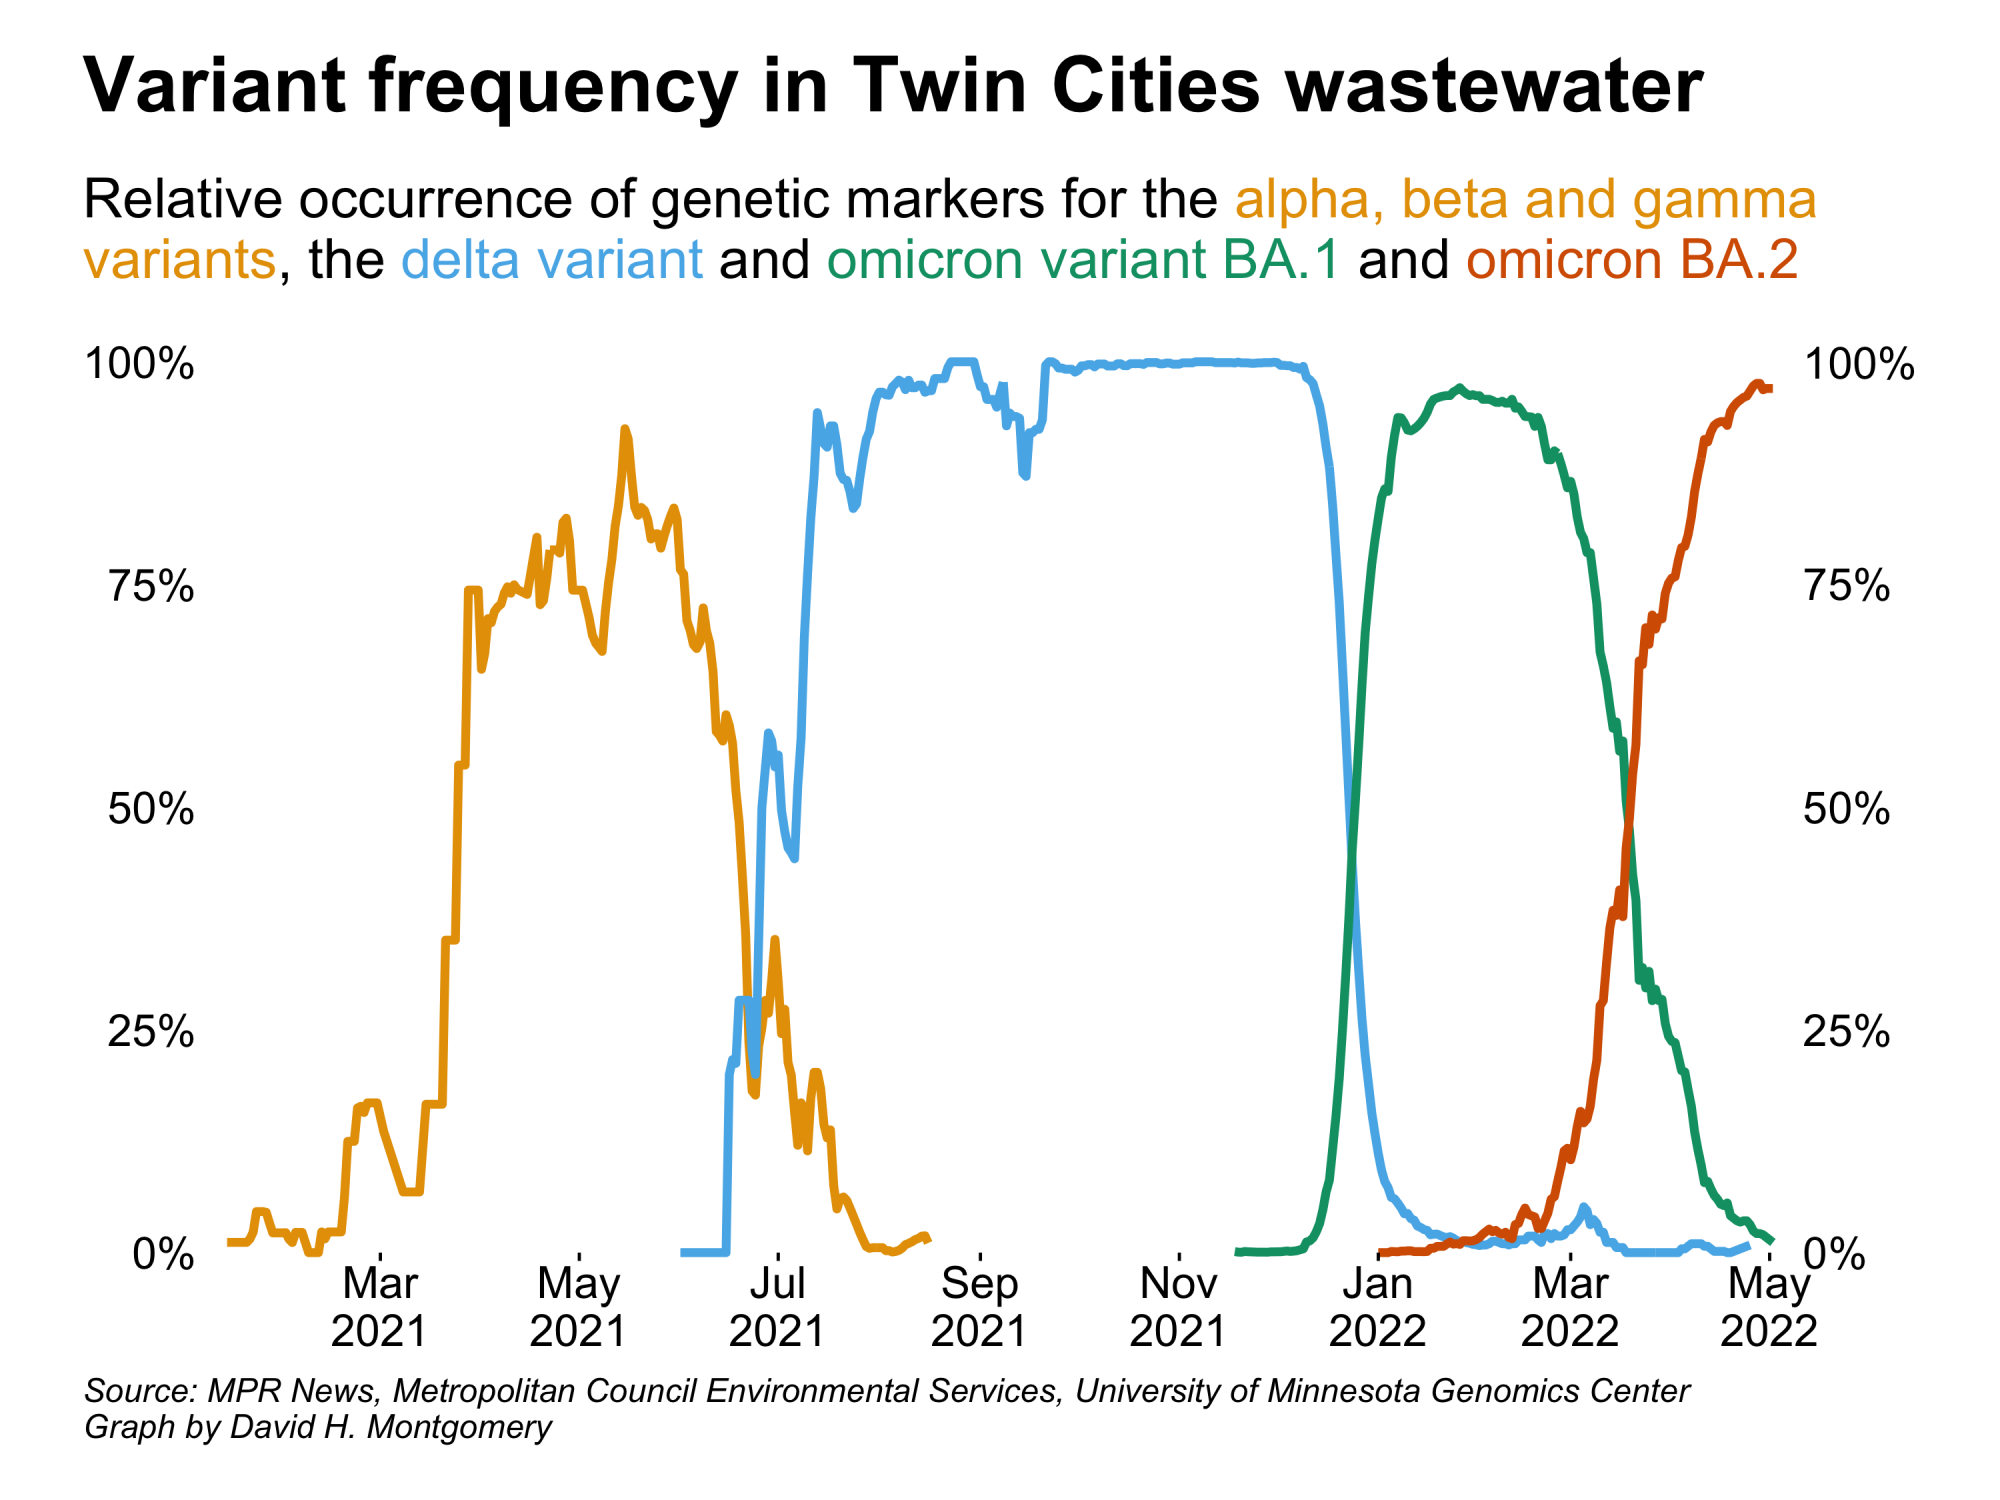 Variant frequency in Twin Cities wastewater
Relative occurrence of genetic markers for the alpha, beta and gamma
variants, the delta variant and omicron variant BA.1 and omicron BA.2
100% 100%
75% 75%
50% 50%
25% 25%
0% 0%
Mar May Jul Sep Nov Jan Mar May
2021 2021 2021 2021 2021 2022 2022 2022
Source: MPR News, Metropolitan Council Environmental Services, University of Minnesota Genomics Center
Graph by David H. Montgomery